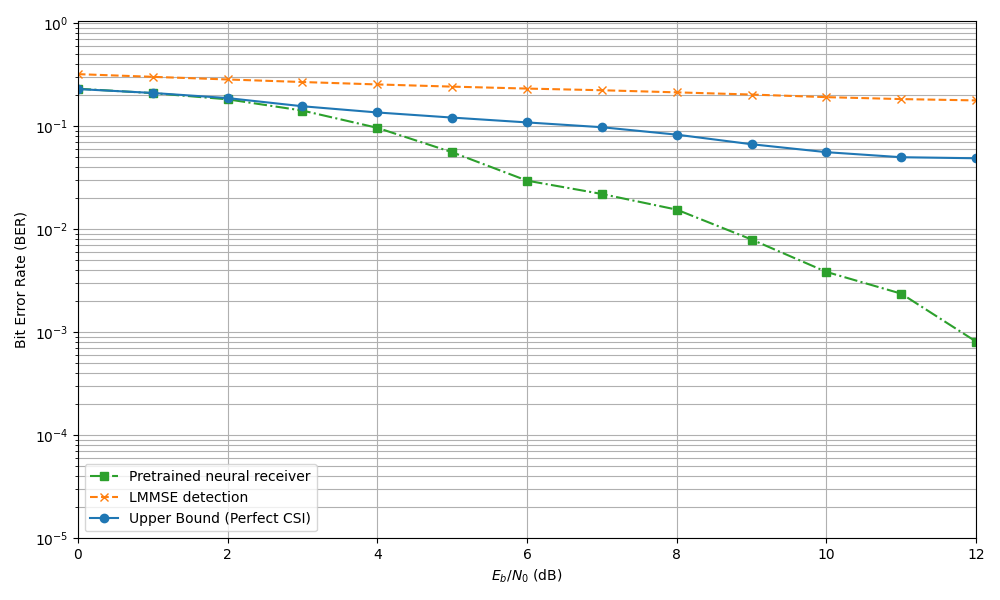 10⁰
10⁻¹
10⁻²
10⁻³
10⁻⁴
10⁻⁵
Bit Error Rate (BER)
Pretrained neural receiver
LMMSE detection
Upper Bound (Perfect CSI)
0 2 4 6 8 10 12
E_b/N_0 (dB)